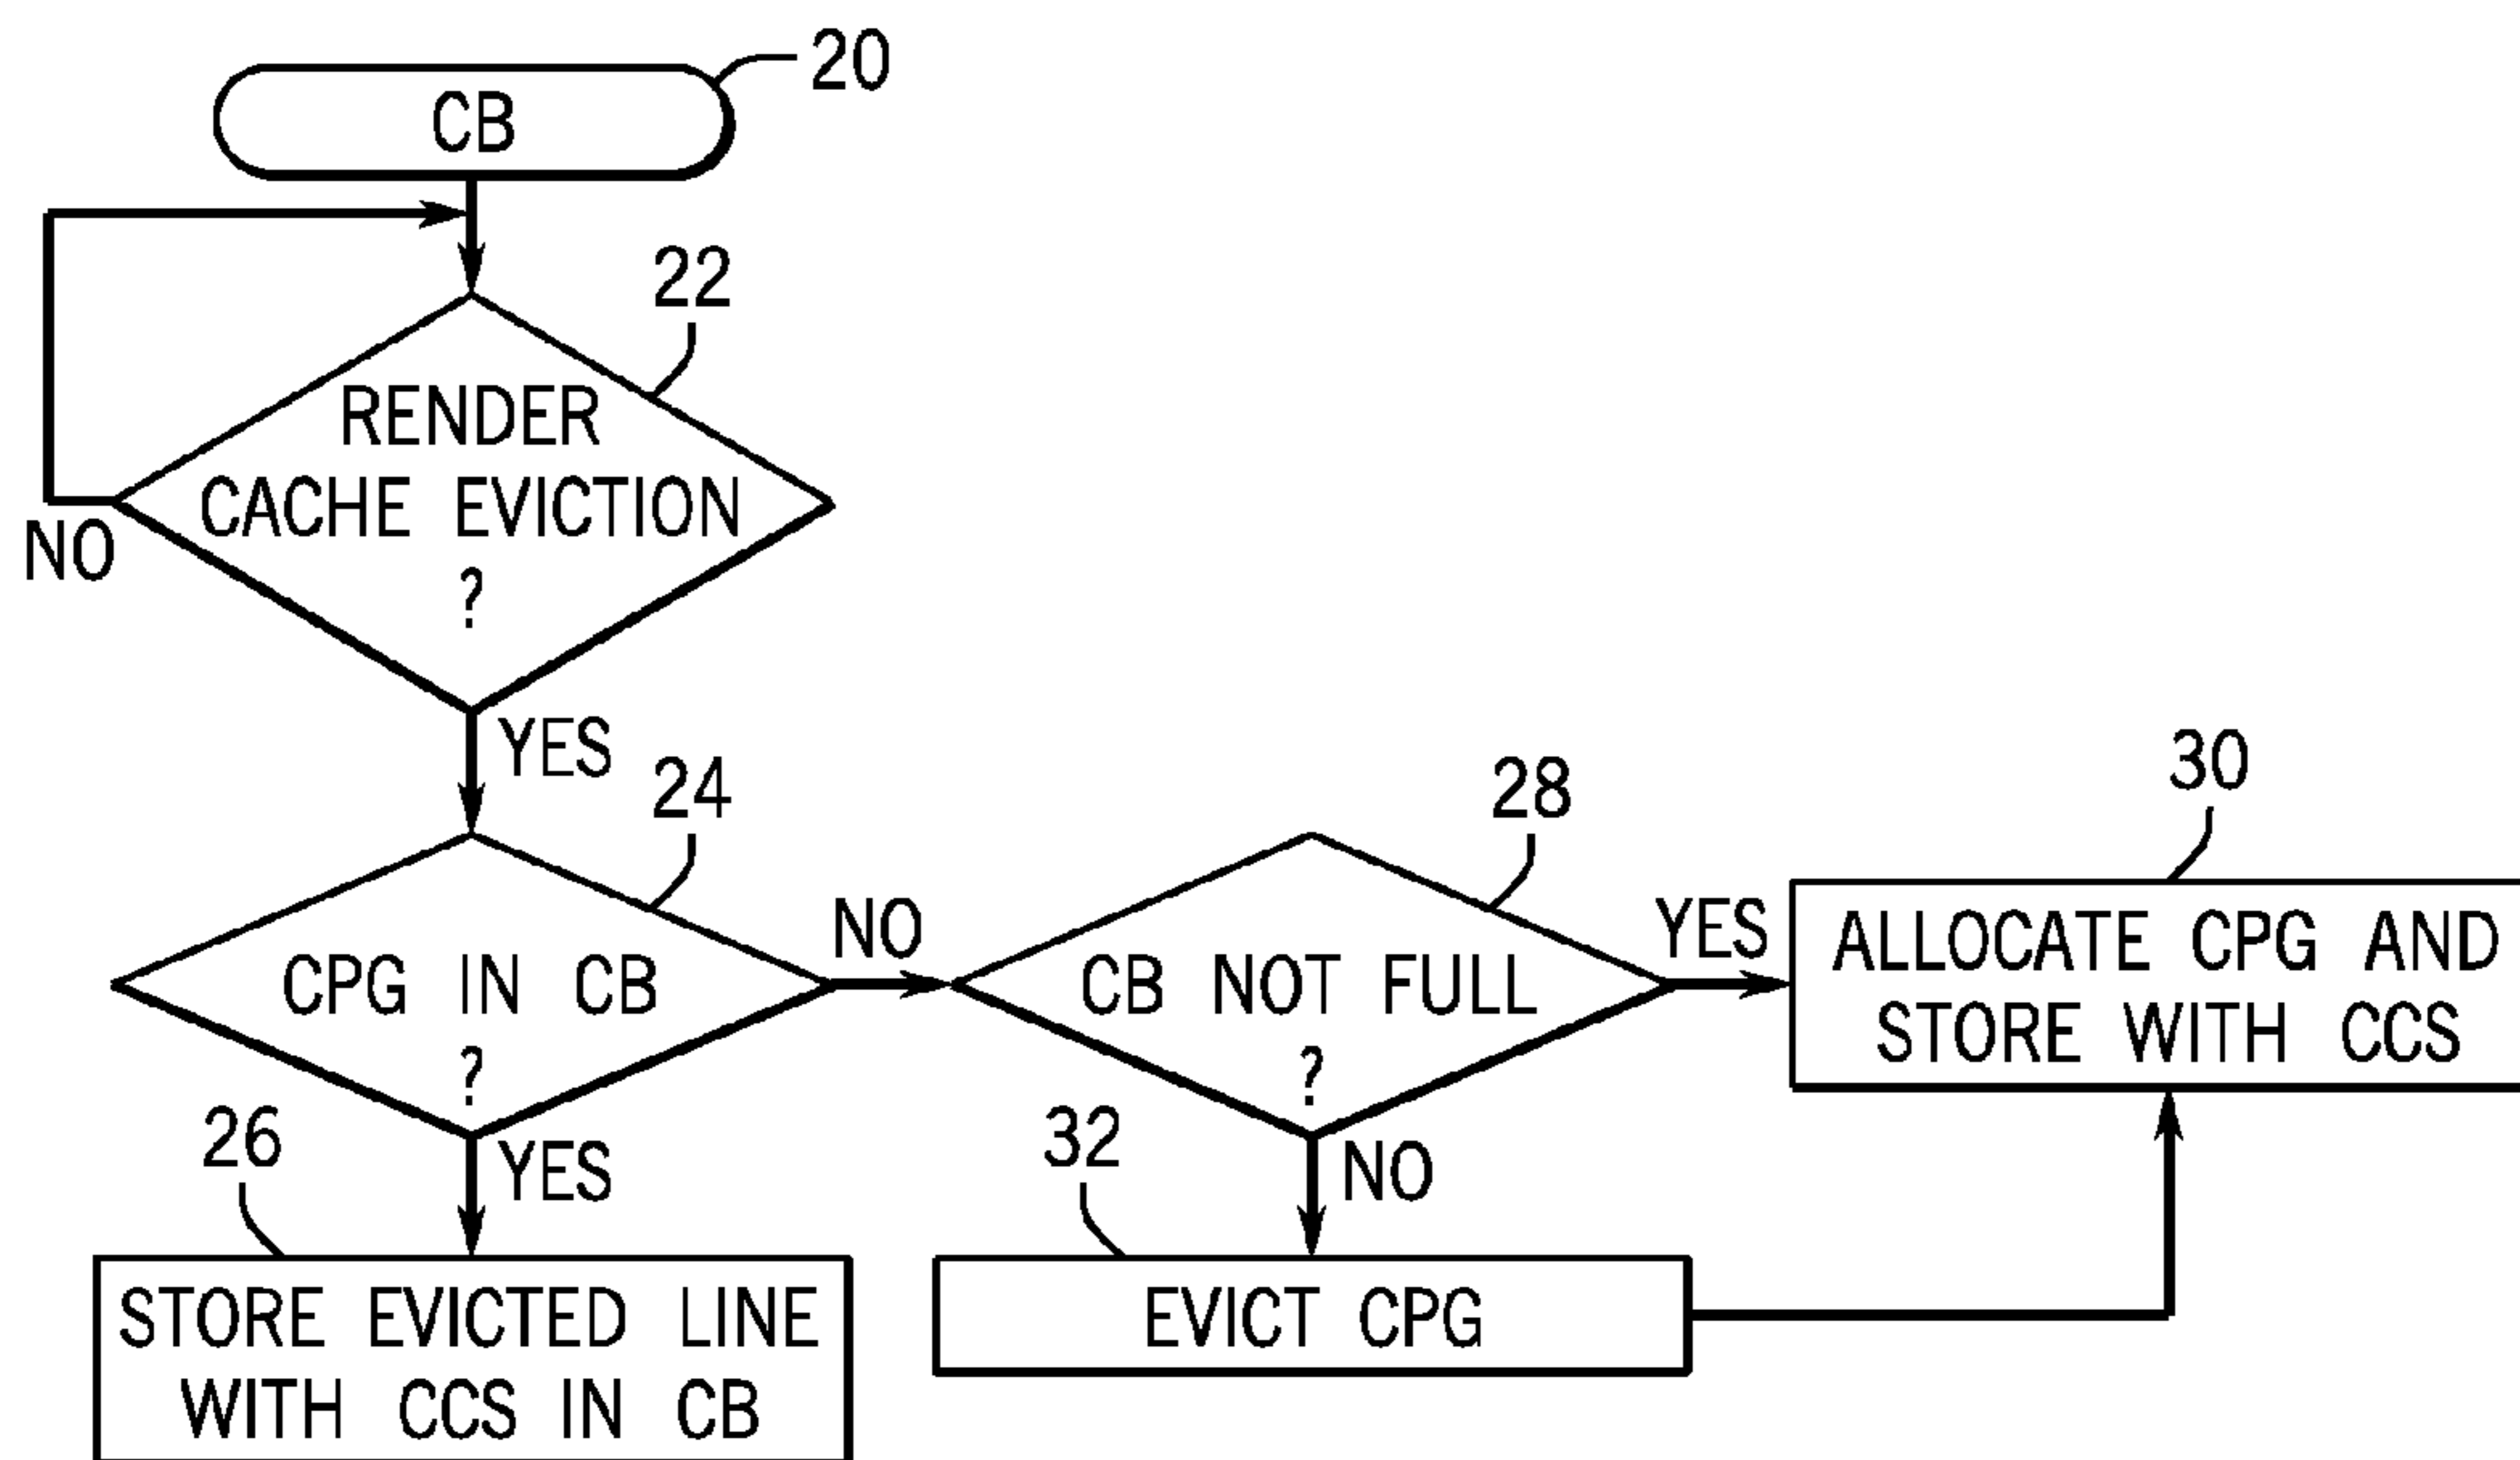 CB
20
22
RENDER
CACHE EVICTION
?
NO
YES
24
CPG IN CB
?
NO
28
CB NOT FULL
?
YES
30
ALLOCATE CPG AND
STORE WITH CCS
26
YES
STORE EVICTED LINE
WITH CCS IN CB
32
NO
EVICT CPG